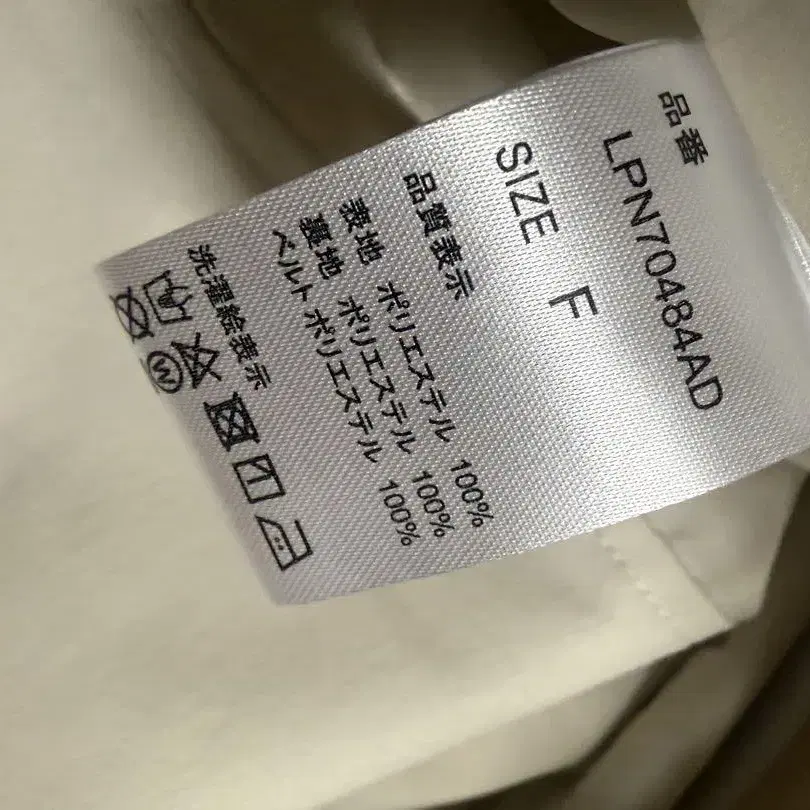 品番
LPN70484AD
SIZE F
品質表示
表地 ポリエステル 100%
裏地 ポリエステル 100%
ベルト ポリエステル 100%
洗濯絵表示
W